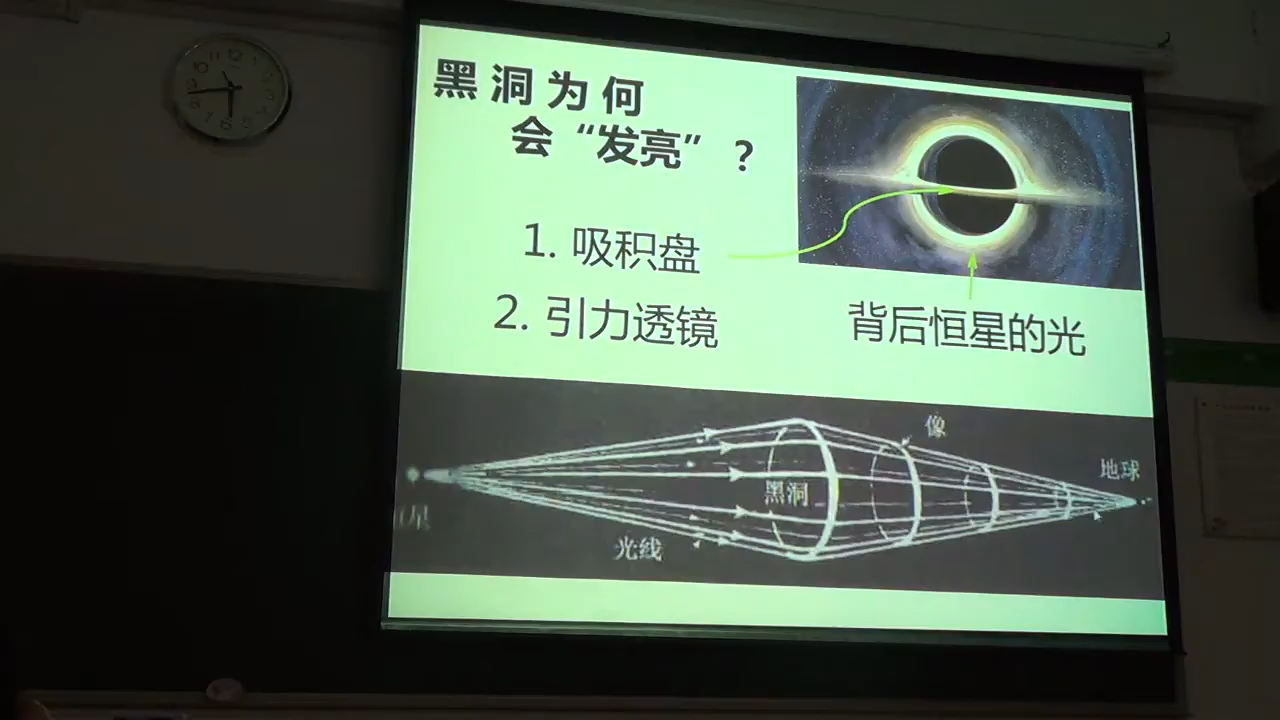 黑洞为何
会“发亮”？
1. 吸积盘
2. 引力透镜
背后恒星的光
像
地球
黑洞
星
光线